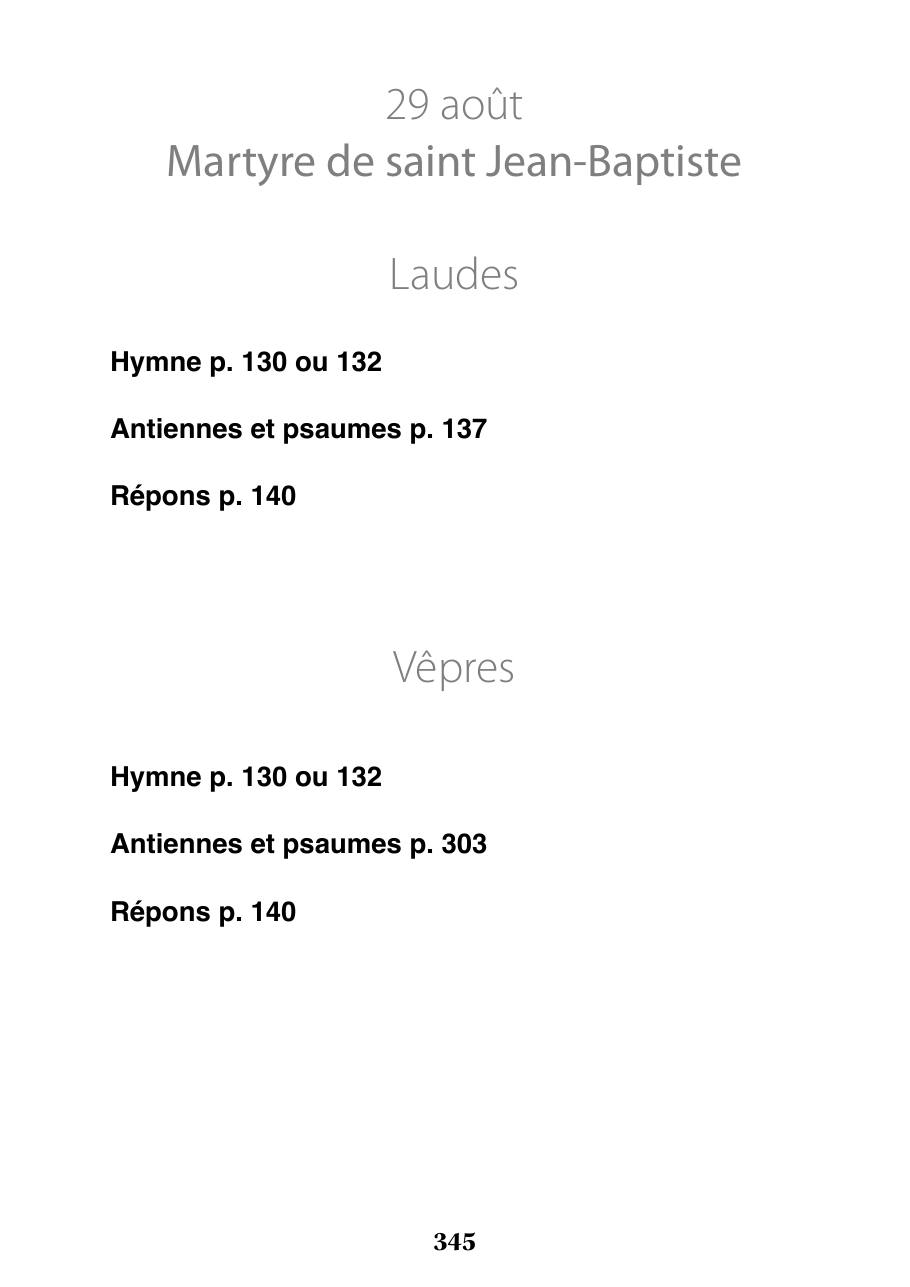 29 août
Martyre de saint Jean-Baptiste
Laudes
Hymne p. 130 ou 132
Antiennes et psaumes p. 137
Répons p. 140
Vêpres
Hymne p. 130 ou 132
Antiennes et psaumes p. 303
Répons p. 140
345